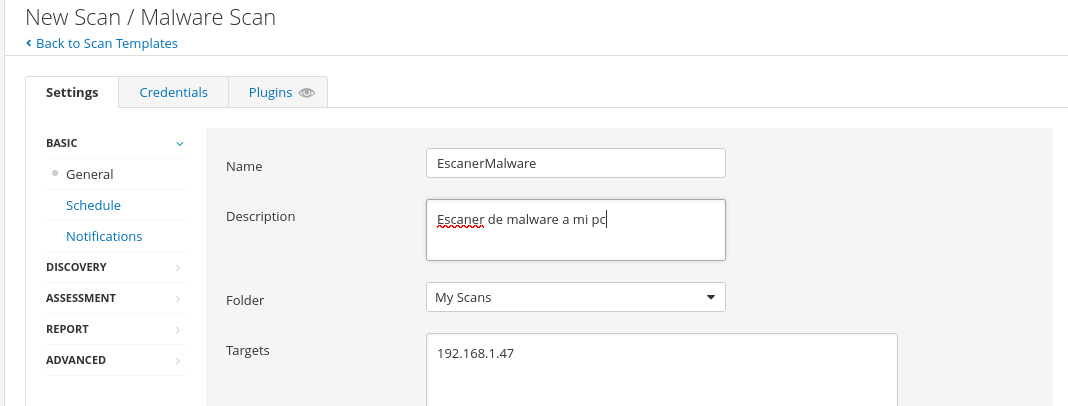 New Scan / Malware Scan
Back to Scan Templates
Settings Credentials Plugins
BASIC
General
Schedule
Notifications
DISCOVERY
ASSESSMENT
REPORT
ADVANCED
Name EscanerMalware
Description Escaner de malware a mi pc
Folder My Scans
Targets 192.168.1.47